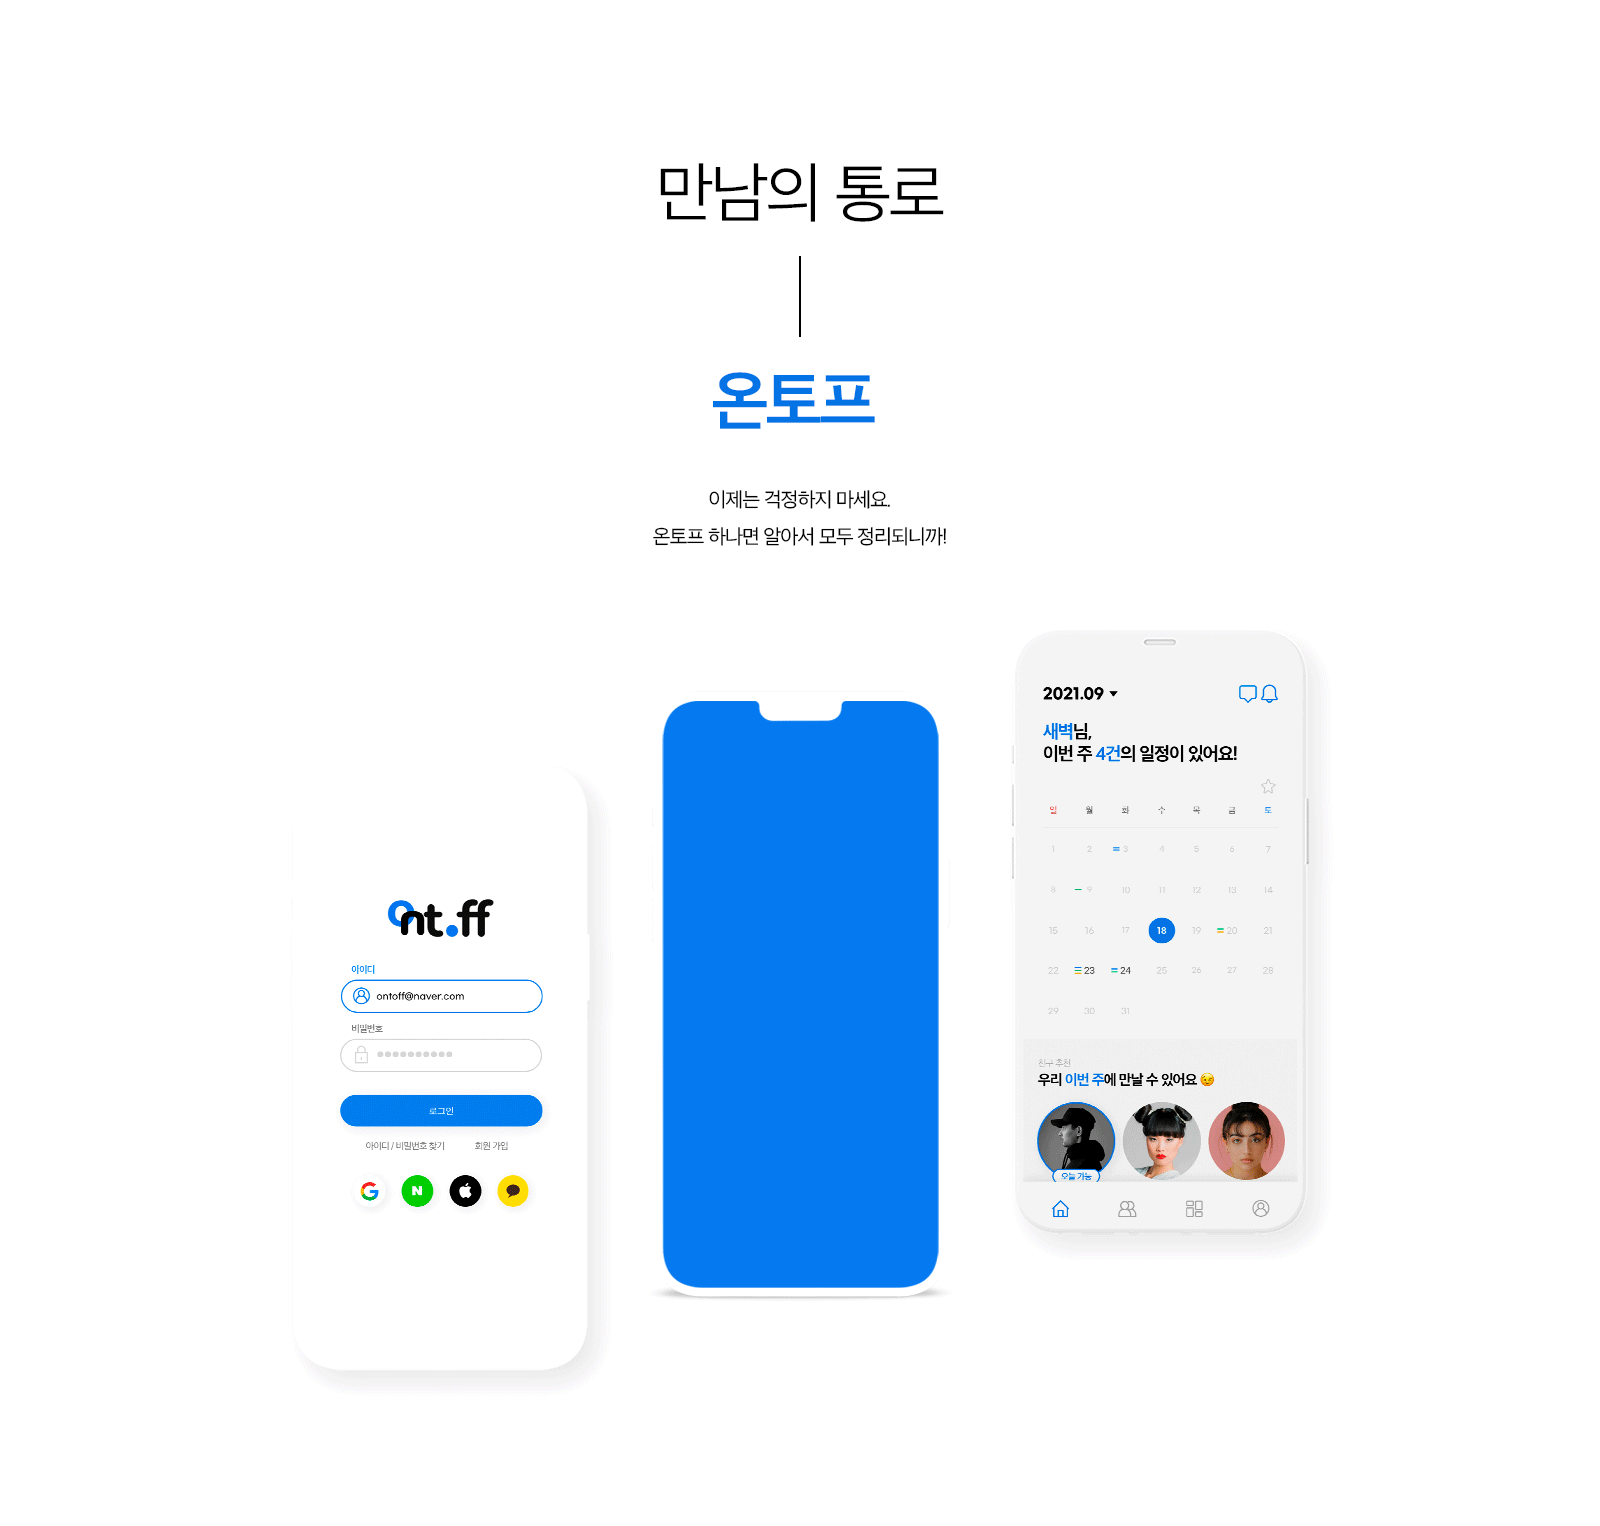 만남의 통로
온토프
이제는 걱정하지 마세요.
온토프 하나면 알아서 모두 정리되니까!
ont.off
아이디
ontoff@naver.com
비밀번호
로그인
아이디 / 비밀번호 찾기 회원 가입
2021.09
새벽님,
이번 주 4건의 일정이 있어요!
일 월 화 수 목 금 토
1 2 3 4 5 6 7
8 9 10 11 12 13 14
15 16 17 18 19 20 21
22 23 24 25 26 27 28
29 30 31
친구 추천
우리 이번 주에 만날 수 있어요
오늘 가능